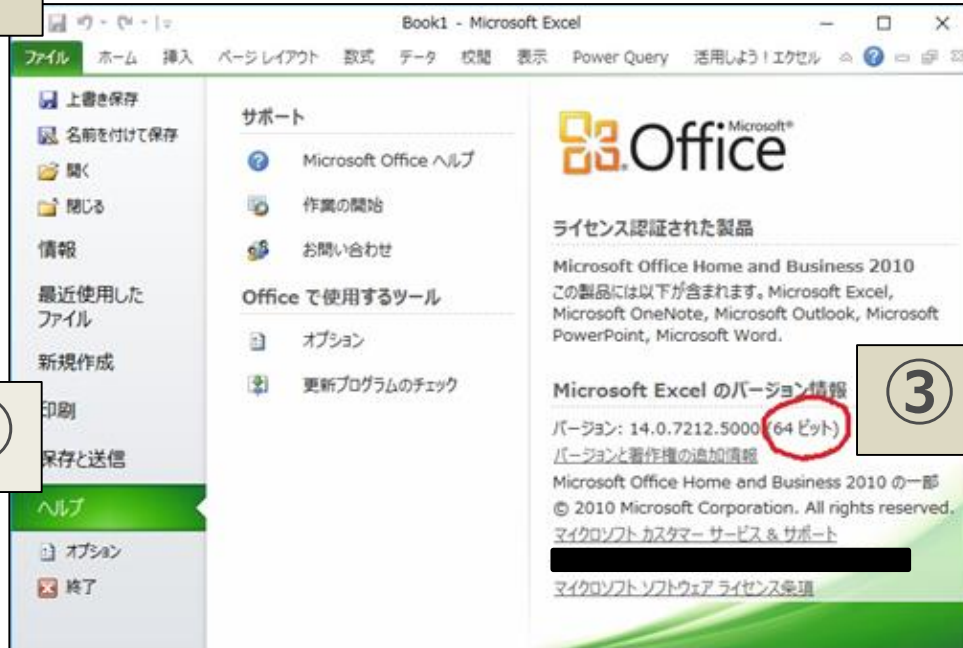 Book1 - Microsoft Excel
ファイル ホーム 挿入 ページ レイアウト 数式 データ 校閲 表示 Power Query 活用しよう！エクセル
上書き保存
名前を付けて保存
開く
閉じる
情報
最近使用した
ファイル
新規作成
印刷
保存と送信
ヘルプ
オプション
終了
サポート
Microsoft Office ヘルプ
作業の開始
お問い合わせ
Office で使用するツール
オプション
更新プログラムのチェック
Microsoft®
Office
ライセンス認証された製品
Microsoft Office Home and Business 2010
この製品には以下が含まれます。Microsoft Excel,
Microsoft OneNote, Microsoft Outlook, Microsoft
PowerPoint, Microsoft Word.
Microsoft Excel のバージョン情報
③
バージョン: 14.0.7212.5000 (64 ビット)
バージョンと著作権の追加情報
Microsoft Office Home and Business 2010 の一部
© 2010 Microsoft Corporation. All rights reserved.
マイクロソフト カスタマー サービス & サポート
マイクロソフト ソフトウェア ライセンス条項